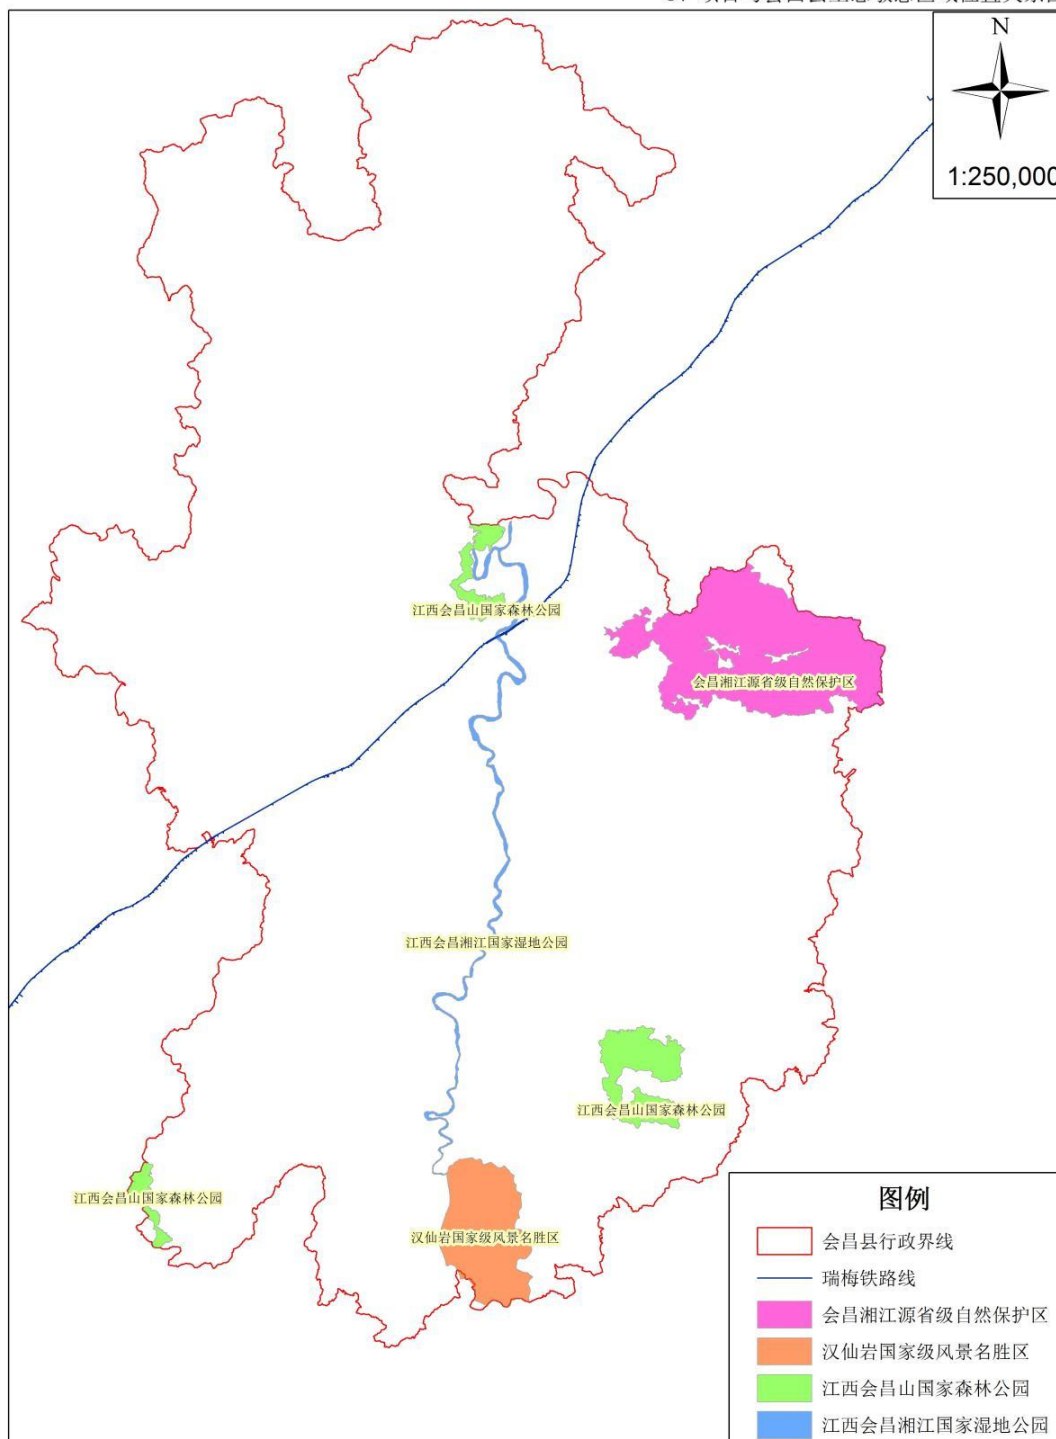 N
1:250,000
江西会昌山国家森林公园
会昌湘江源省级自然保护区
江西会昌湘江国家湿地公园
江西会昌山国家森林公园
江西会昌山国家森林公园
汉仙岩国家级风景名胜区
图例
会昌县行政界线
瑞梅铁路线
会昌湘江源省级自然保护区
汉仙岩国家级风景名胜区
江西会昌山国家森林公园
江西会昌湘江国家湿地公园